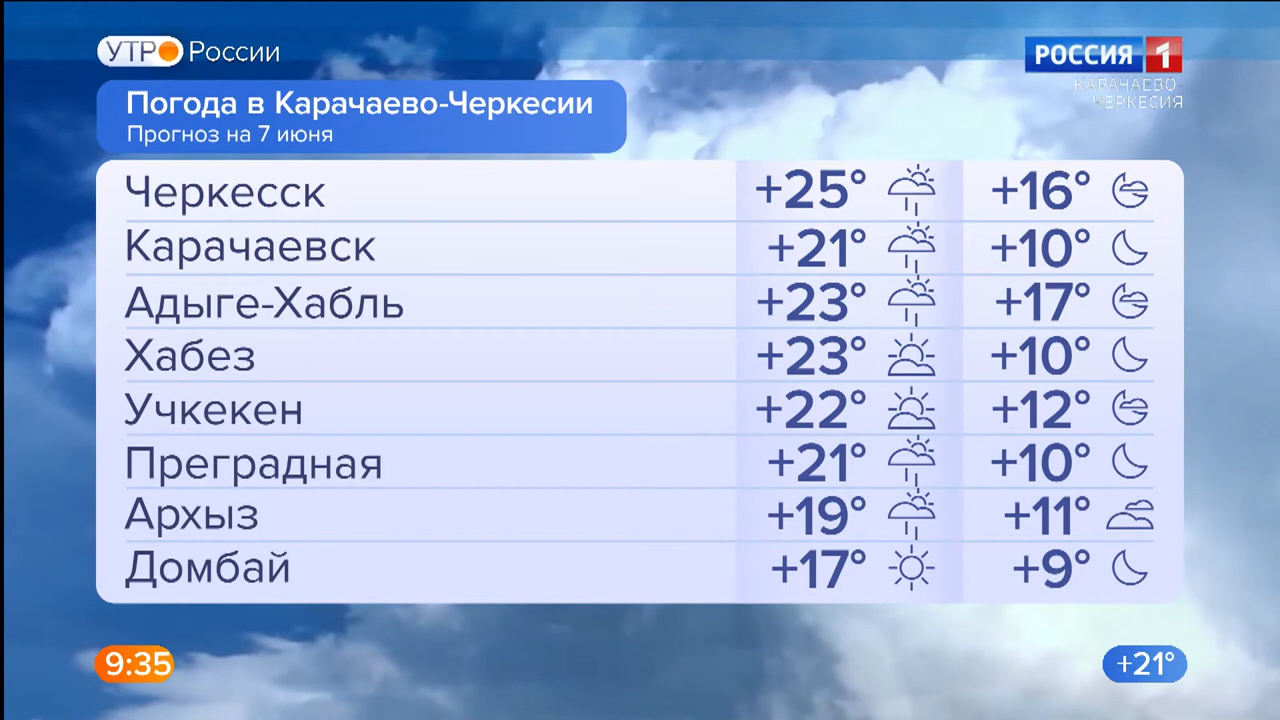 УТРО России
РОССИЯ 1
КАРАЧАЕВО-
ЧЕРКЕСИЯ
Погода в Карачаево-Черкесии
Прогноз на 7 июня
Черкесск +25° +16°
Карачаевск +21° +10°
Адыге-Хабль +23° +17°
Хабез +23° +10°
Учкекен +22° +12°
Преградная +21° +10°
Архыз +19° +11°
Домбай +17° +9°
9:35 +21°